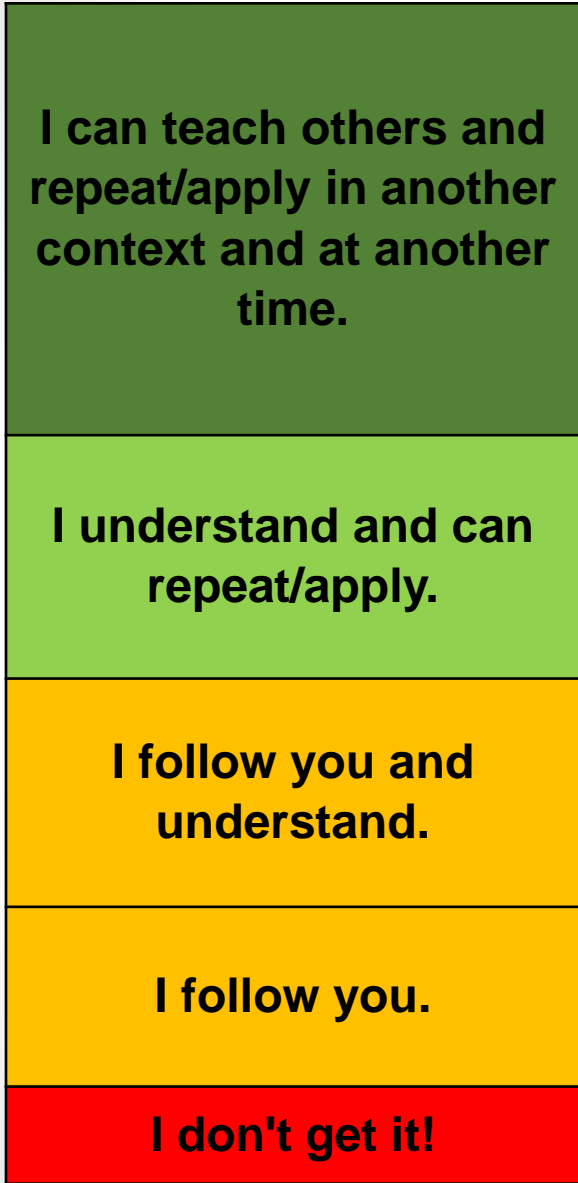 I can teach others and
repeat/apply in another
context and at another
time.
I understand and can
repeat/apply.
I follow you and
understand.
I follow you.
I don't get it!